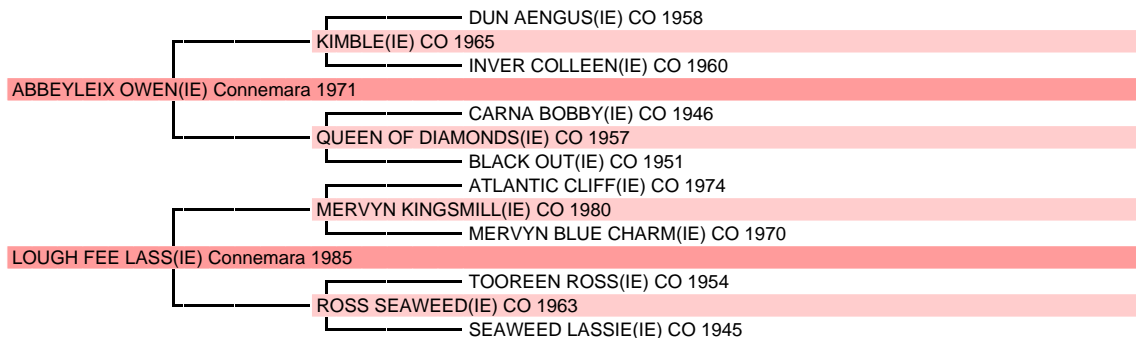 DUN AENGUS(IE) CO 1958
KIMBLE(IE) CO 1965
INVER COLLEEN(IE) CO 1960
ABBEYLEIX OWEN(IE) Connemara 1971
CARNA BOBBY(IE) CO 1946
QUEEN OF DIAMONDS(IE) CO 1957
BLACK OUT(IE) CO 1951
ATLANTIC CLIFF(IE) CO 1974
MERVYN KINGSMILL(IE) CO 1980
MERVYN BLUE CHARM(IE) CO 1970
LOUGH FEE LASS(IE) Connemara 1985
TOOREEN ROSS(IE) CO 1954
ROSS SEAWEED(IE) CO 1963
SEAWEED LASSIE(IE) CO 1945